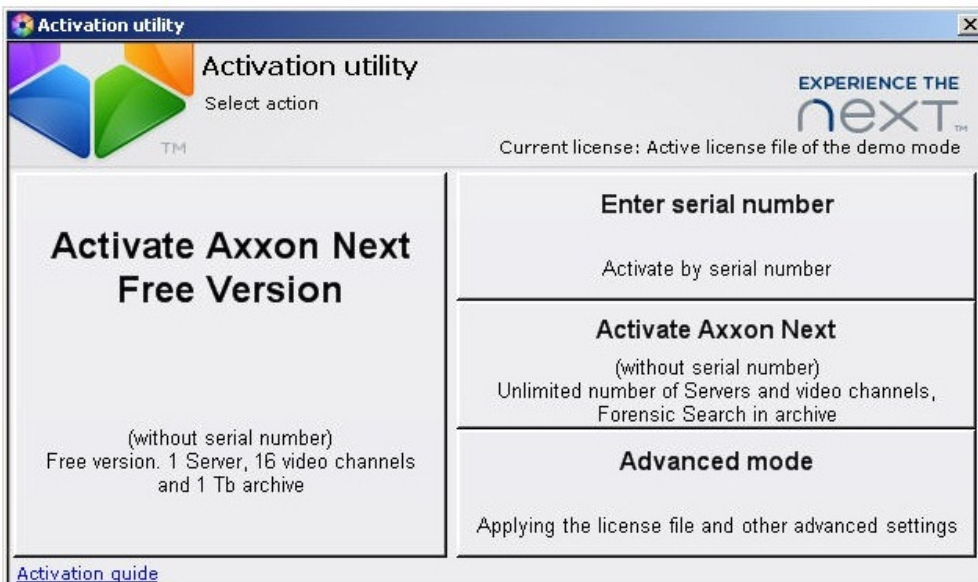 Activation utility
Activation utility
Select action
TM
EXPERIENCE THE
next TM
Current license: Active license file of the demo mode
Activate Axxon Next
Free Version
(without serial number)
Free version. 1 Server, 16 video channels
and 1 Tb archive
Enter serial number
Activate by serial number
Activate Axxon Next
(without serial number)
Unlimited number of Servers and video channels,
Forensic Search in archive
Advanced mode
Applying the license file and other advanced settings
Activation guide